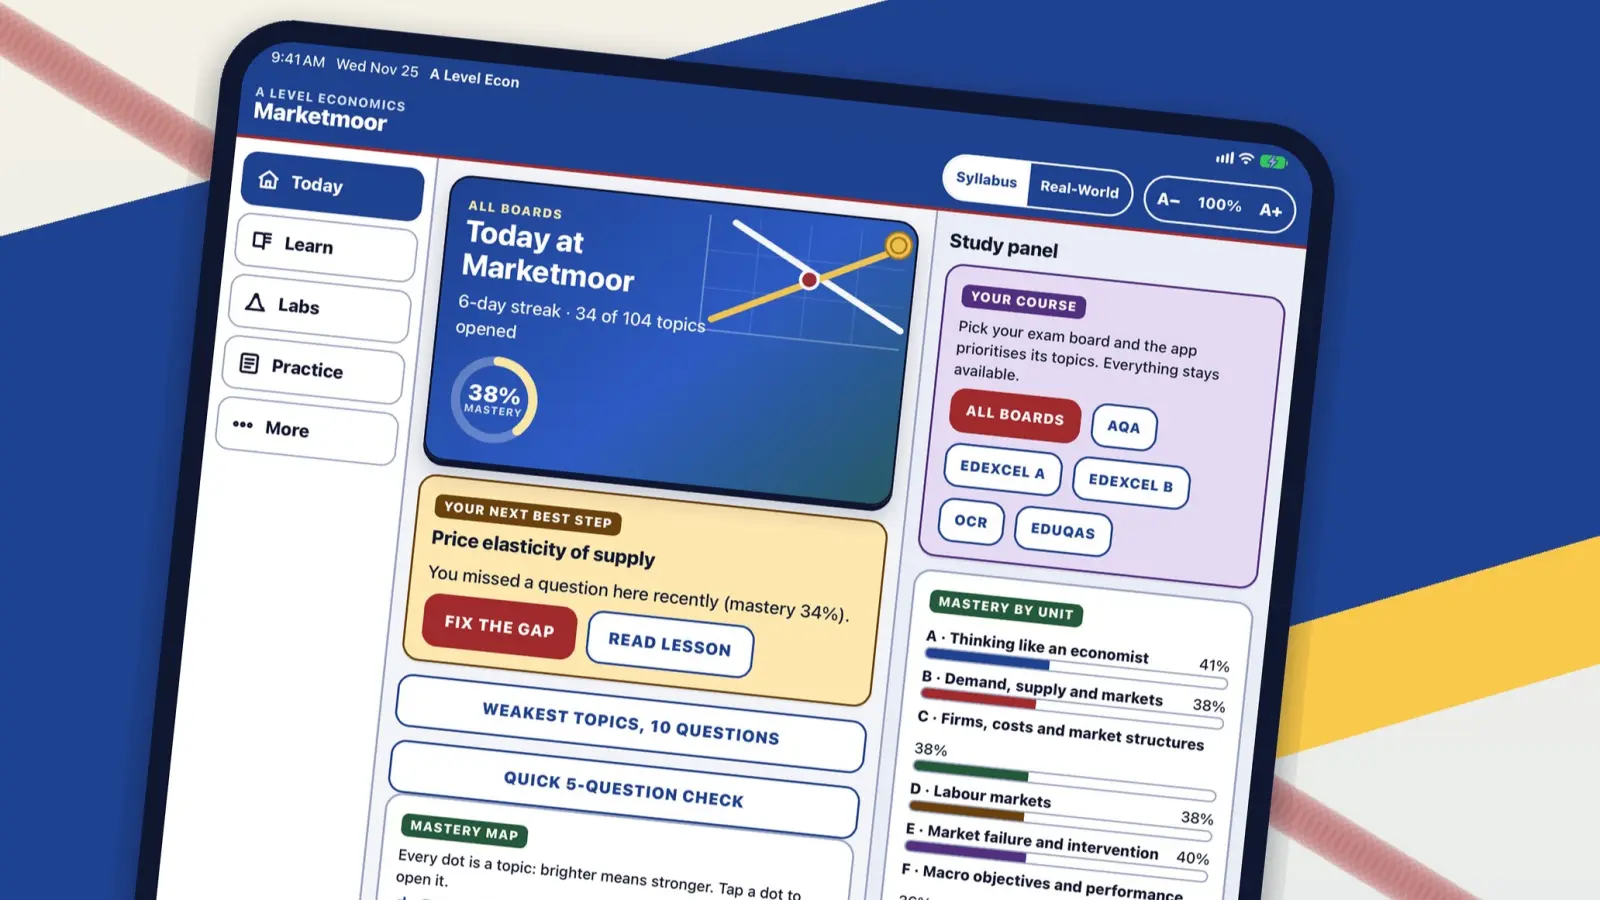 9:41 AM Wed Nov 25 A Level Econ
A LEVEL ECONOMICS
Marketmoor
Syllabus
Real-World
A− 100% A+
Today
Learn
Labs
Practice
More
ALL BOARDS
Today at
Marketmoor
6-day streak · 34 of 104 topics
opened
38%
MASTERY
YOUR NEXT BEST STEP
Price elasticity of supply
You missed a question here recently (mastery 34%).
FIX THE GAP
READ LESSON
WEAKEST TOPICS, 10 QUESTIONS
QUICK 5-QUESTION CHECK
MASTERY MAP
Every dot is a topic: brighter means stronger. Tap a dot to
open it.
Study panel
YOUR COURSE
Pick your exam board and the app
prioritises its topics. Everything stays
available.
ALL BOARDS
AQA
EDEXCEL A
EDEXCEL B
OCR
EDUQAS
MASTERY BY UNIT
A · Thinking like an economist 41%
B · Demand, supply and markets 38%
C · Firms, costs and market structures
38%
D · Labour markets 38%
E · Market failure and intervention 40%
F · Macro objectives and performance